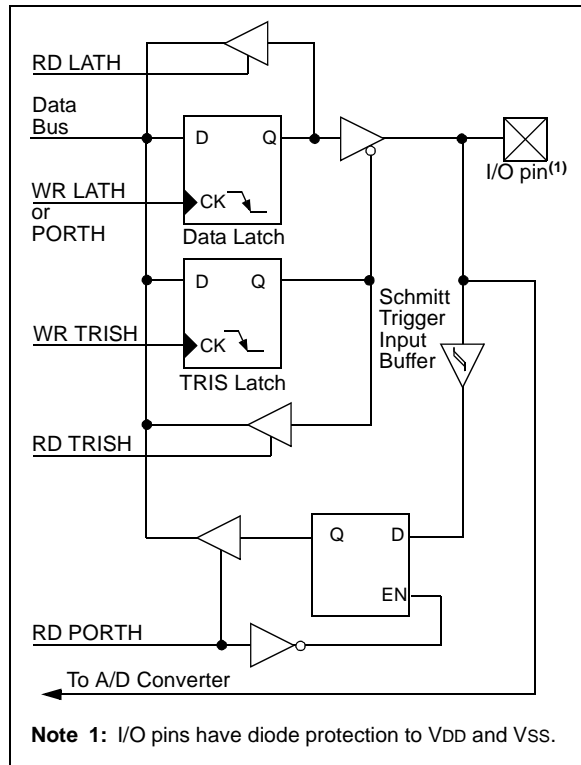 RD LATH
Data
Bus
D Q
I/O pin(1)
WR LATH
or
PORTH
CK
Data Latch
D Q
Schmitt
Trigger
Input
Buffer
WR TRISH
CK
TRIS Latch
RD TRISH
Q D
EN
RD PORTH
To A/D Converter
Note 1: I/O pins have diode protection to VDD and VSS.